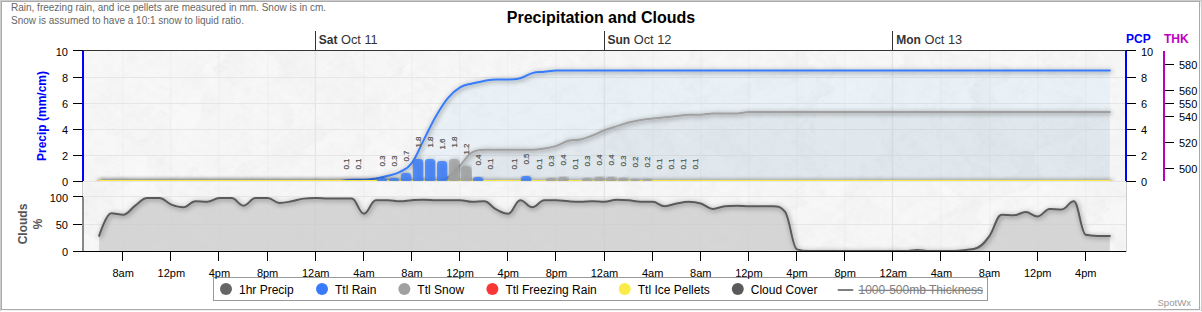 Rain, freezing rain, and ice pellets are measured in mm. Snow is in cm.
Snow is assumed to have a 10:1 snow to liquid ratio.
Precipitation and Clouds
Sat Oct 11
Sun Oct 12
Mon Oct 13
PCP THK
Precip (mm/cm)
10
8
6
4
2
0
10
8
6
4
2
0
580
560
550
540
520
500
0.1 0.1 0.3 0.3 0.7 1.8 1.8 1.6 1.8 1.2 0.4 0.1 0.1 0.5 0.1 0.3 0.4 0.1 0.3 0.4 0.4 0.3 0.2 0.2 0.1 0.1 0.1 0.1
Clouds
%
100
50
0
8am 12pm 4pm 8pm 12am 4am 8am 12pm 4pm 8pm 12am 4am 8am 12pm 4pm 8pm 12am 4am 8am 12pm 4pm
1hr Precip Ttl Rain Ttl Snow Ttl Freezing Rain Ttl Ice Pellets Cloud Cover 1000-500mb Thickness
SpotWx